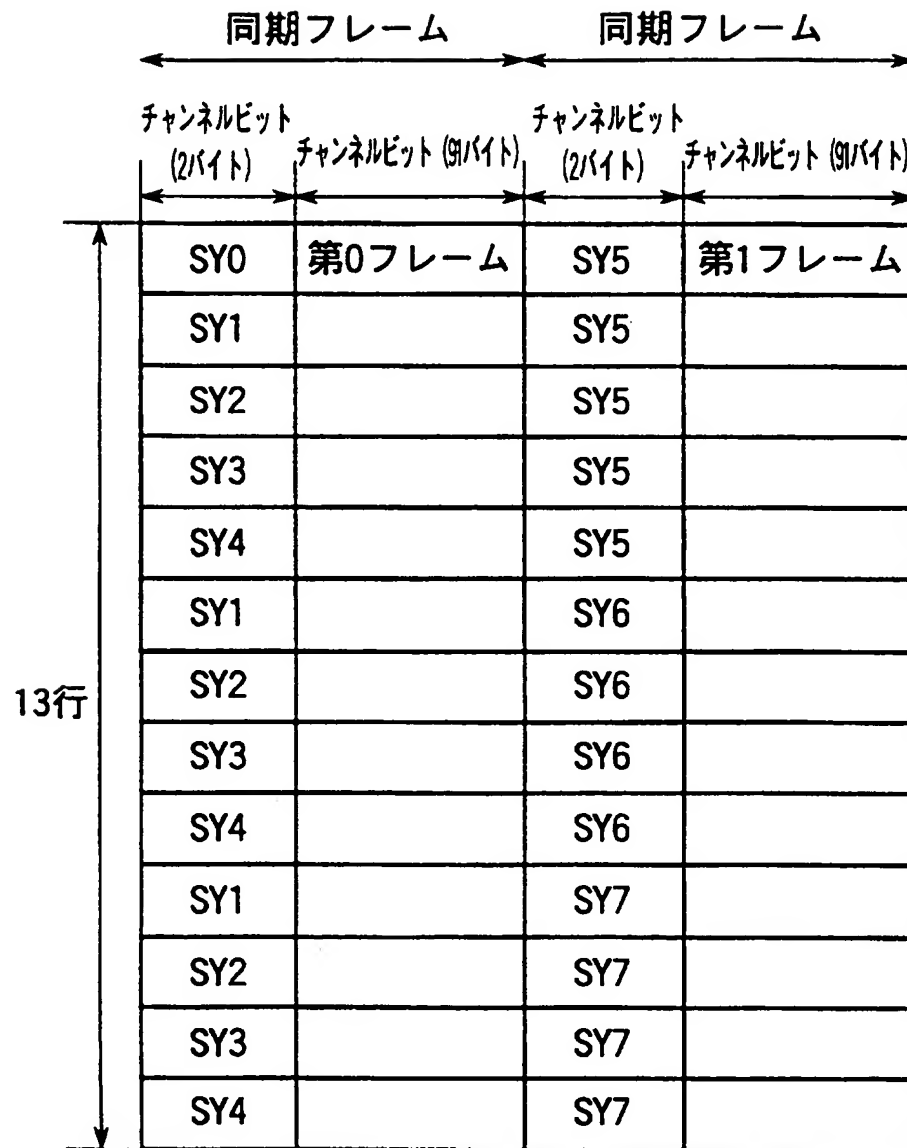 同期フレーム 同期フレーム
チャンネルビット (2バイト) チャンネルビット (91バイト) チャンネルビット (2バイト) チャンネルビット (91バイト)
SY0 第0フレーム SY5 第1フレーム
SY1 SY5
SY2 SY5
SY3 SY5
SY4 SY5
SY1 SY6
SY2 SY6
13行
SY3 SY6
SY4 SY6
SY1 SY7
SY2 SY7
SY3 SY7
SY4 SY7